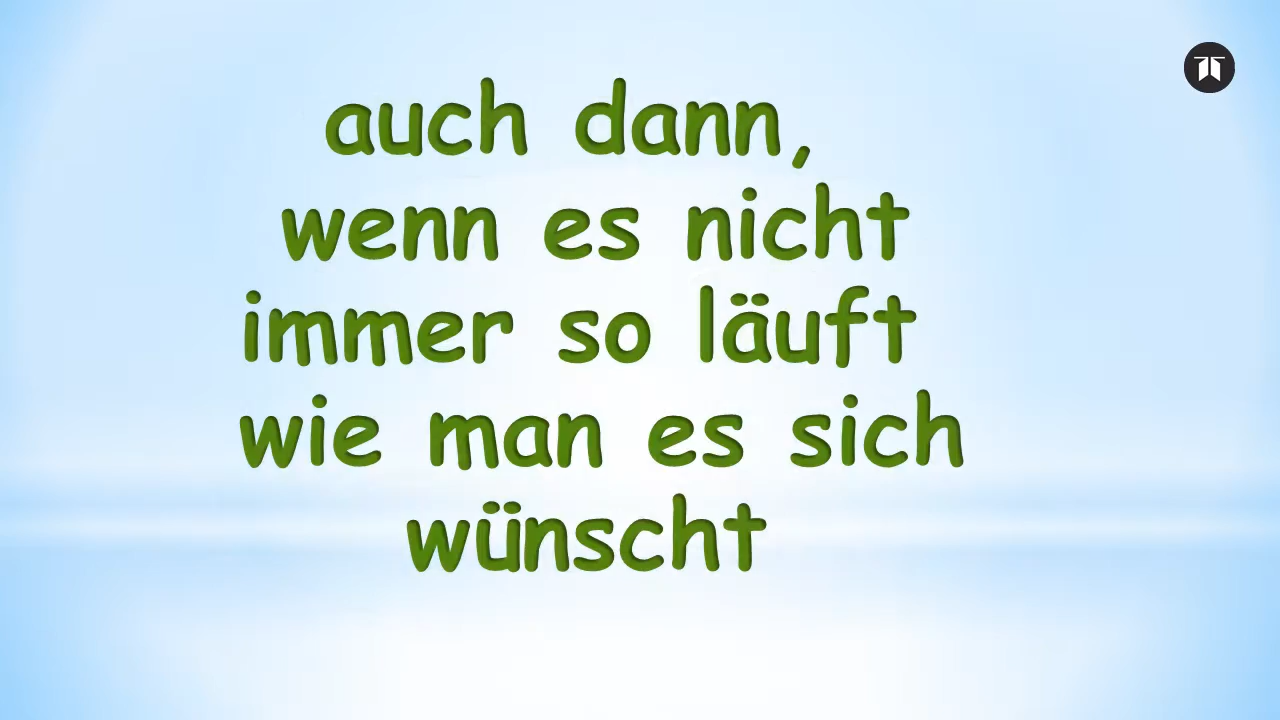 auch dann,
wenn es nicht
immer so läuft
wie man es sich
wünscht